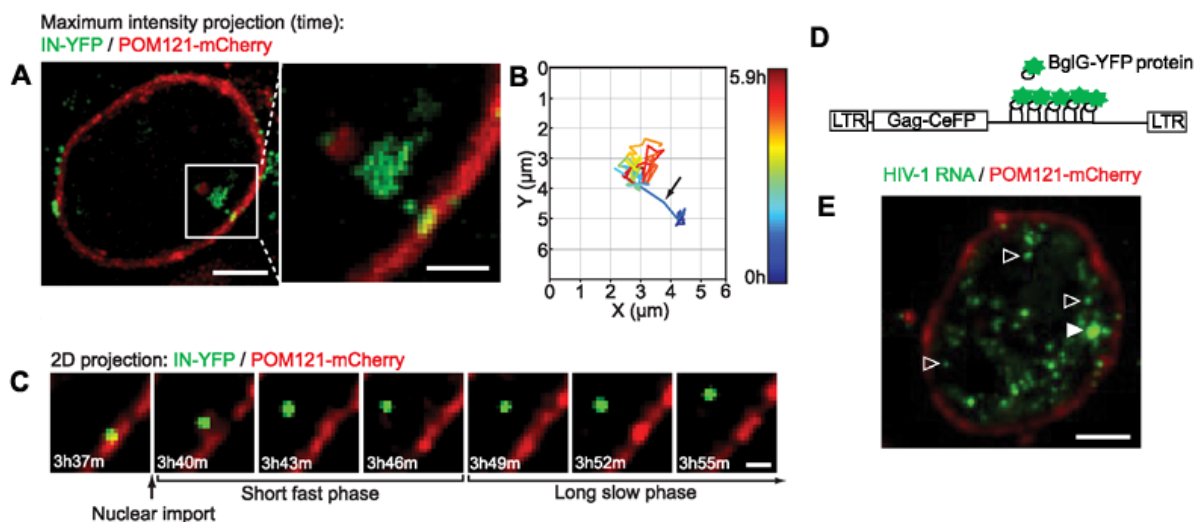 Maximum intensity projection (time):
IN-YFP / POM121-mCherry
A
B
0
1
2
3
4
5
6
Y (µm)
0 1 2 3 4 5 6
X (µm)
5.9h
0h
2D projection: IN-YFP / POM121-mCherry
C
3h37m
3h40m
3h43m
3h46m
3h49m
3h52m
3h55m
Short fast phase
Long slow phase
Nuclear import
D
BglG-YFP protein
LTR
Gag-CeFP
LTR
HIV-1 RNA / POM121-mCherry
E